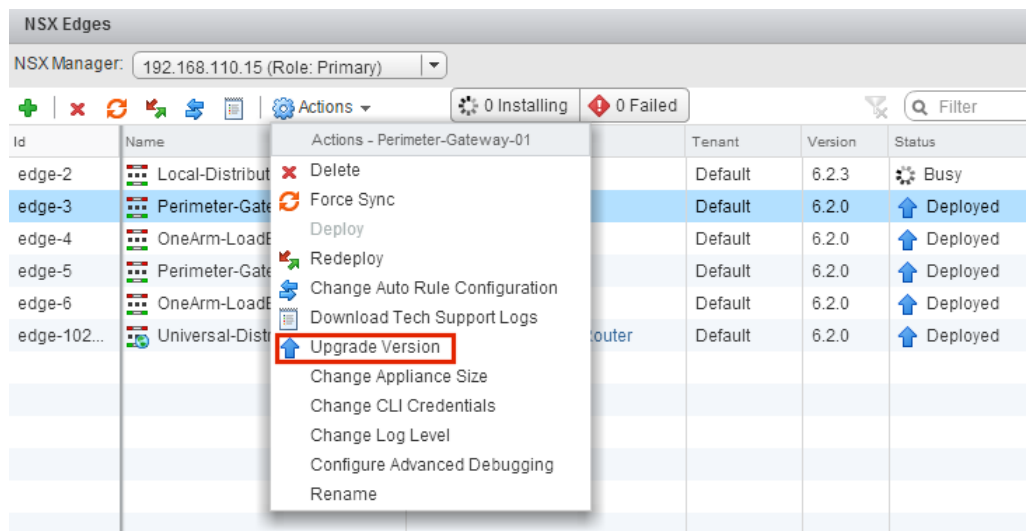 NSX Edges
NSX Manager: 192.168.110.15 (Role: Primary)
Actions 0 Installing 0 Failed Filter
Id Name Tenant Version Status
edge-2 Local-Distribut Default 6.2.3 Busy
edge-3 Perimeter-Gate Default 6.2.0 Deployed
edge-4 OneArm-LoadB Default 6.2.0 Deployed
edge-5 Perimeter-Gate Default 6.2.0 Deployed
edge-6 OneArm-LoadB Default 6.2.0 Deployed
edge-102... Universal-Distr outer Default 6.2.0 Deployed
Actions - Perimeter-Gateway-01
Delete
Force Sync
Deploy
Redeploy
Change Auto Rule Configuration
Download Tech Support Logs
Upgrade Version
Change Appliance Size
Change CLI Credentials
Change Log Level
Configure Advanced Debugging
Rename